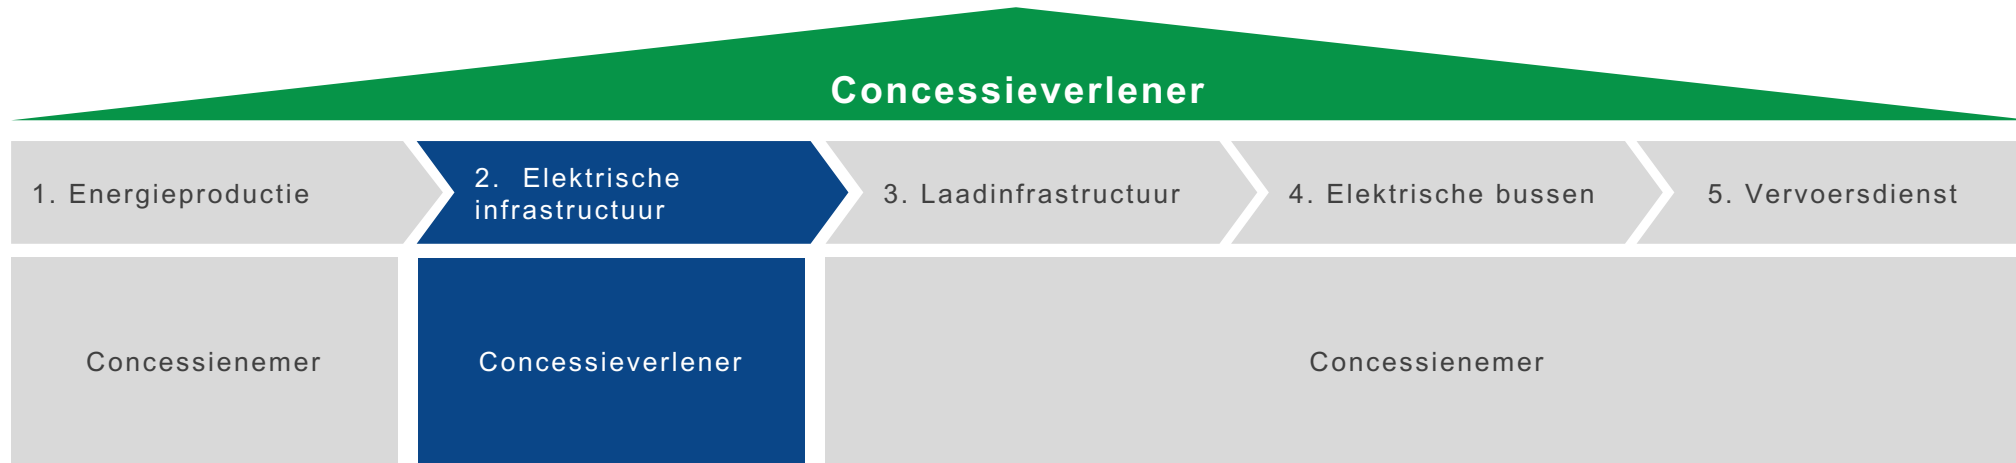 Concessieverlener
1. Energieproductie
2. Elektrische
infrastructuur
3. Laadinfrastructuur
4. Elektrische bussen
5. Vervoersdienst
Concessienemer
Concessieverlener
Concessienemer